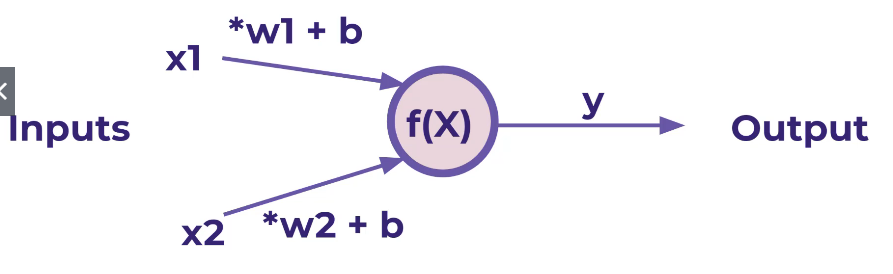 *w1 + b
x1
Inputs
f(X)
y
Output
x2
*w2 + b